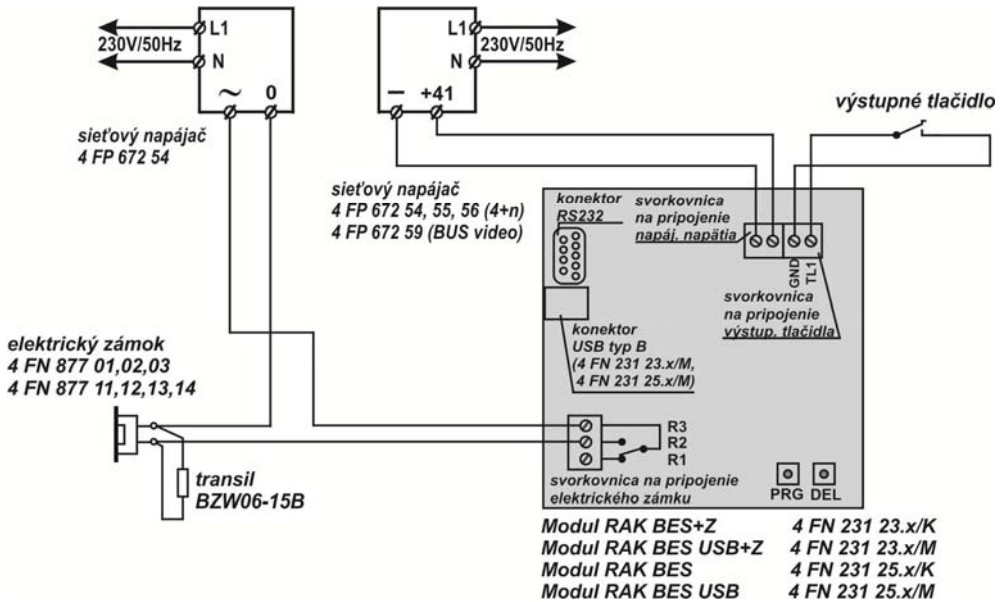 L1
230V/50Hz
N
~ 0
sieťový napájač
4 FP 672 54
L1
230V/50Hz
N
– +41
sieťový napájač
4 FP 672 54, 55, 56 (4+n)
4 FP 672 59 (BUS video)
výstupné tlačidlo
konektor
RS232
svorkovnica
na pripojenie
napáj. napätia
GND
TL1
svorkovnica
na pripojenie
výstup. tlačidla
konektor
USB typ B
(4 FN 231 23.x/M,
4 FN 231 25.x/M)
elektrický zámok
4 FN 877 01,02,03
4 FN 877 11,12,13,14
transil
BZW06-15B
R3
R2
R1
svorkovnica na pripojenie
elektrického zámku
PRG DEL
Modul RAK BES+Z 4 FN 231 23.x/K
Modul RAK BES USB+Z 4 FN 231 23.x/M
Modul RAK BES 4 FN 231 25.x/K
Modul RAK BES USB 4 FN 231 25.x/M